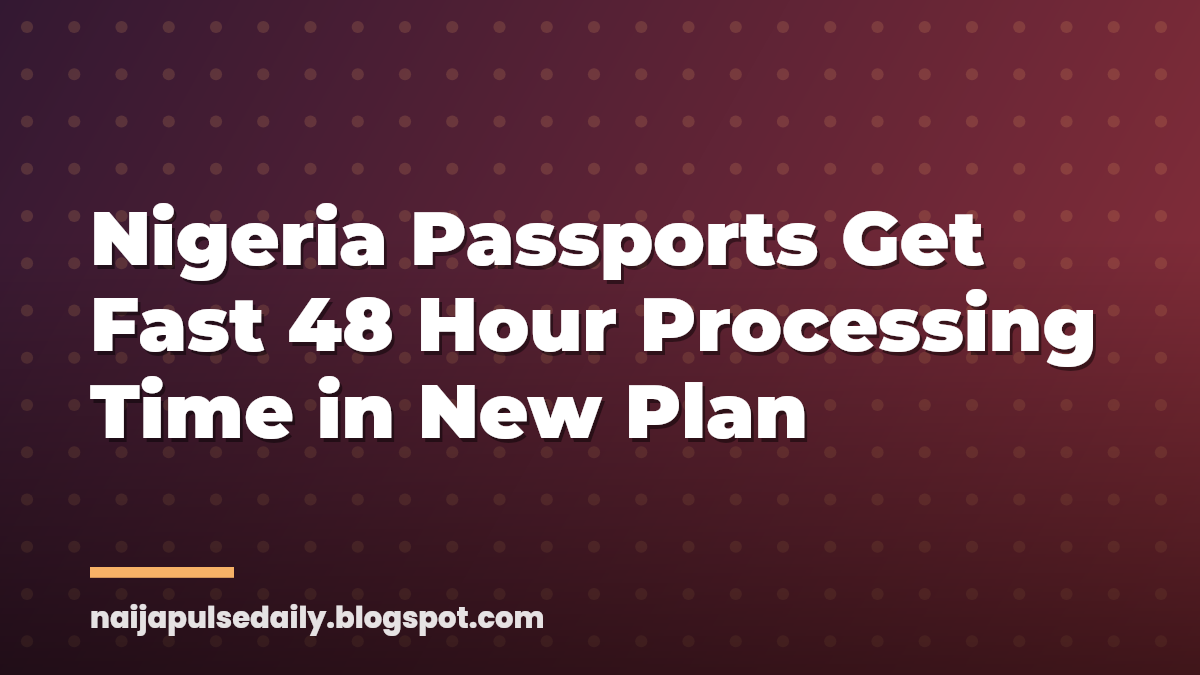 Nigeria Passports Get
Fast 48 Hour Processing
Time in New Plan
naijapulsedaily.blogspot.com